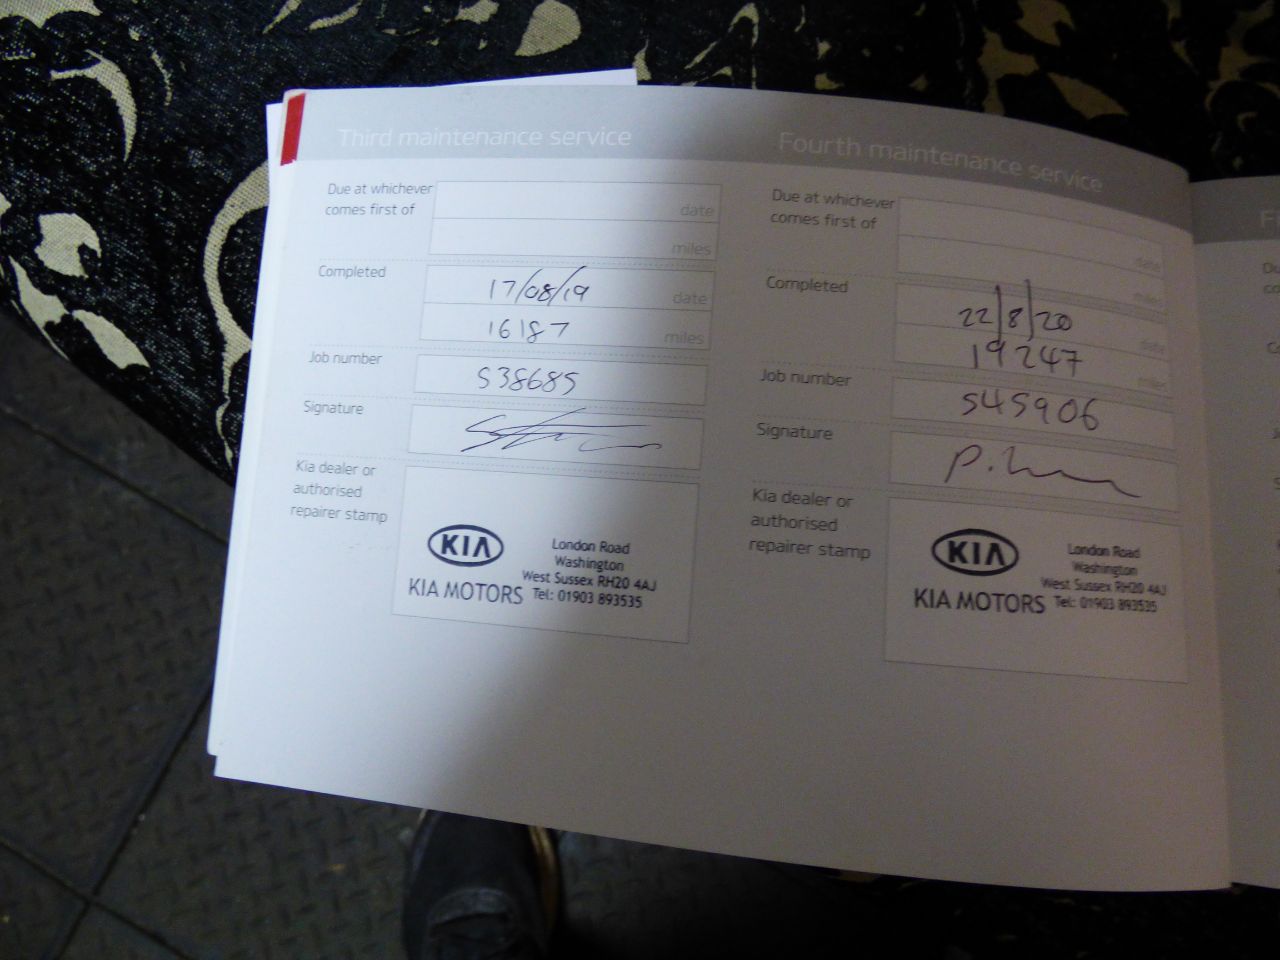 Third maintenance service
Due at whichever
comes first of
date
miles
Completed
17/08/19
date
16187
miles
Job number
S38685
Signature
Kia dealer or
authorised
repairer stamp
KIA
KIA MOTORS
London Road
Washington
West Sussex RH20 4AJ
Tel: 01903 893535
Fourth maintenance service
Due at whichever
comes first of
date
miles
Completed
22/8/20
date
19247
miles
Job number
S45906
Signature
Kia dealer or
authorised
repairer stamp
KIA
KIA MOTORS
London Road
Washington
West Sussex RH20 4AJ
Tel: 01903 893535